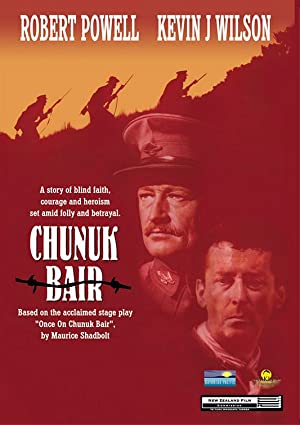 ROBERT POWELL KEVIN J WILSON
A story of blind faith,
courage and heroism
set amid folly and betrayal.
CHUNUK
BAIR
Based on the acclaimed stage play
"Once On Chunuk Bair",
by Maurice Shadbolt
NEW ZEALAND FILM